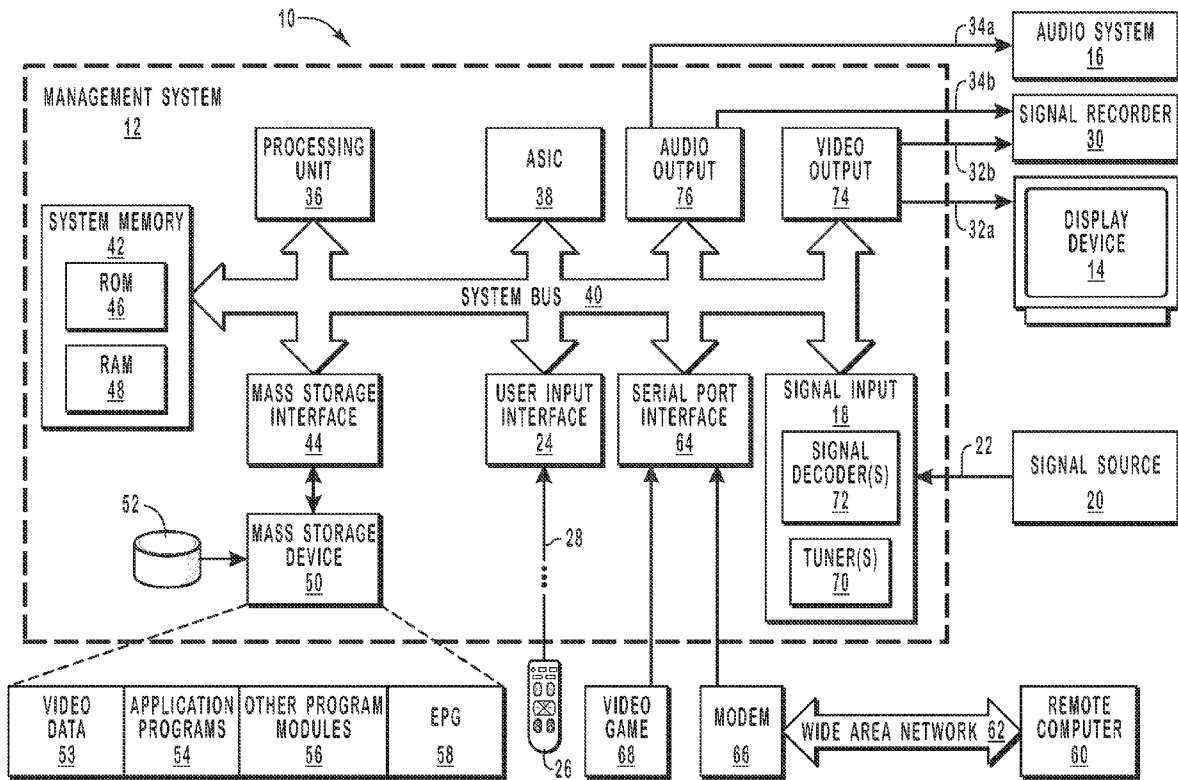 10
34a
AUDIO SYSTEM
16
MANAGEMENT SYSTEM
12
34b
SIGNAL RECORDER
30
PROCESSING
UNIT
36
ASIC
38
AUDIO
OUTPUT
76
VIDEO
OUTPUT
74
32b
32a
DISPLAY
DEVICE
14
SYSTEM MEMORY
42
ROM
46
RAM
48
SYSTEM BUS 40
MASS STORAGE
INTERFACE
44
USER INPUT
INTERFACE
24
SERIAL PORT
INTERFACE
64
SIGNAL INPUT
18
SIGNAL
DECODER(S)
72
TUNER(S)
70
22
SIGNAL SOURCE
20
52
MASS STORAGE
DEVICE
50
28
VIDEO
DATA
53
APPLICATION
PROGRAMS
54
OTHER PROGRAM
MODULES
56
EPG
58
26
VIDEO
GAME
68
MODEM
66
WIDE AREA NETWORK 62
REMOTE
COMPUTER
60